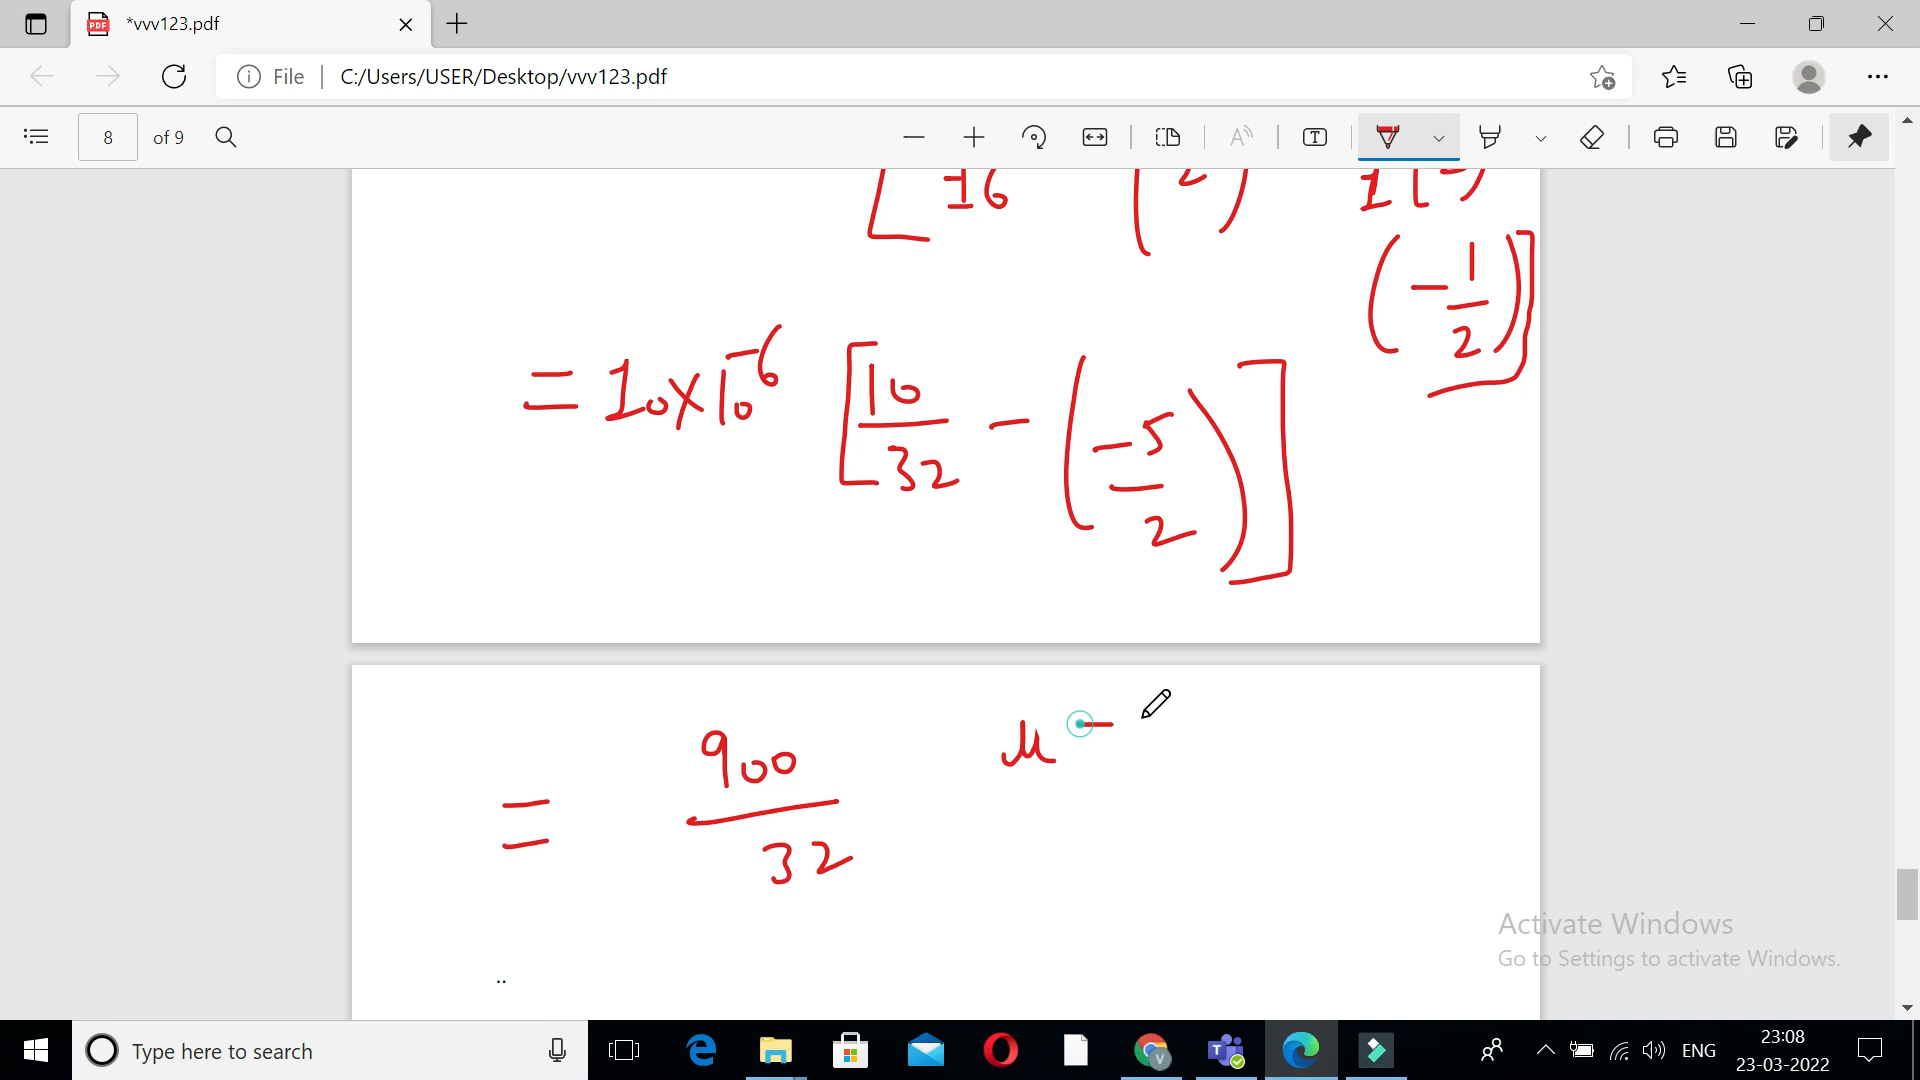 *vvv123.pdf
File | C:/Users/USER/Desktop/vvv123.pdf
8 of 9
16 ( 2 )
( - 1/2 ) ]
= 10 x 10^-6 [ 10/32 - ( -5/2 ) ]
= 900/32 μ -
..
Activate Windows
Go to Settings to activate Windows.
Type here to search
ENG
23:08
23-03-2022